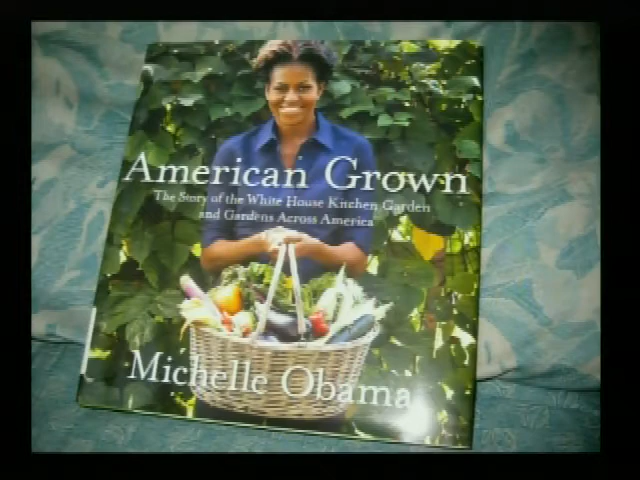 American Grown
The Story of the White House Kitchen Garden
and Gardens Across America
Michelle Obama